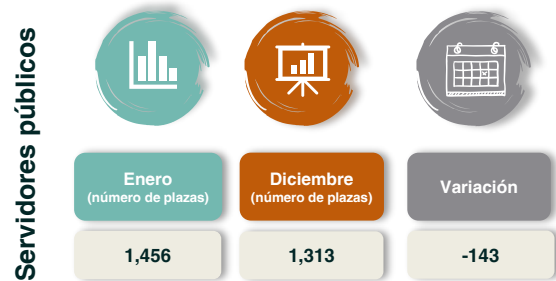 Servidores públicos
Enero
(número de plazas)
Diciembre
(número de plazas)
Variación
1,456
1,313
-143